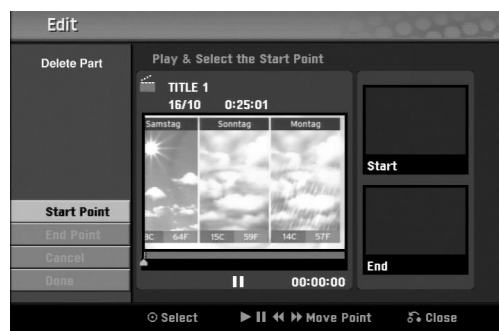 Edit
Delete Part
Play & Select the Start Point
TITLE 1
16/10 0:25:01
Samstag Sonntag Montag
3C 64F 15C 59F 14C 57F
Start
Start Point
End Point
Cancel
Done
End
00:00:00
Select Move Point Close